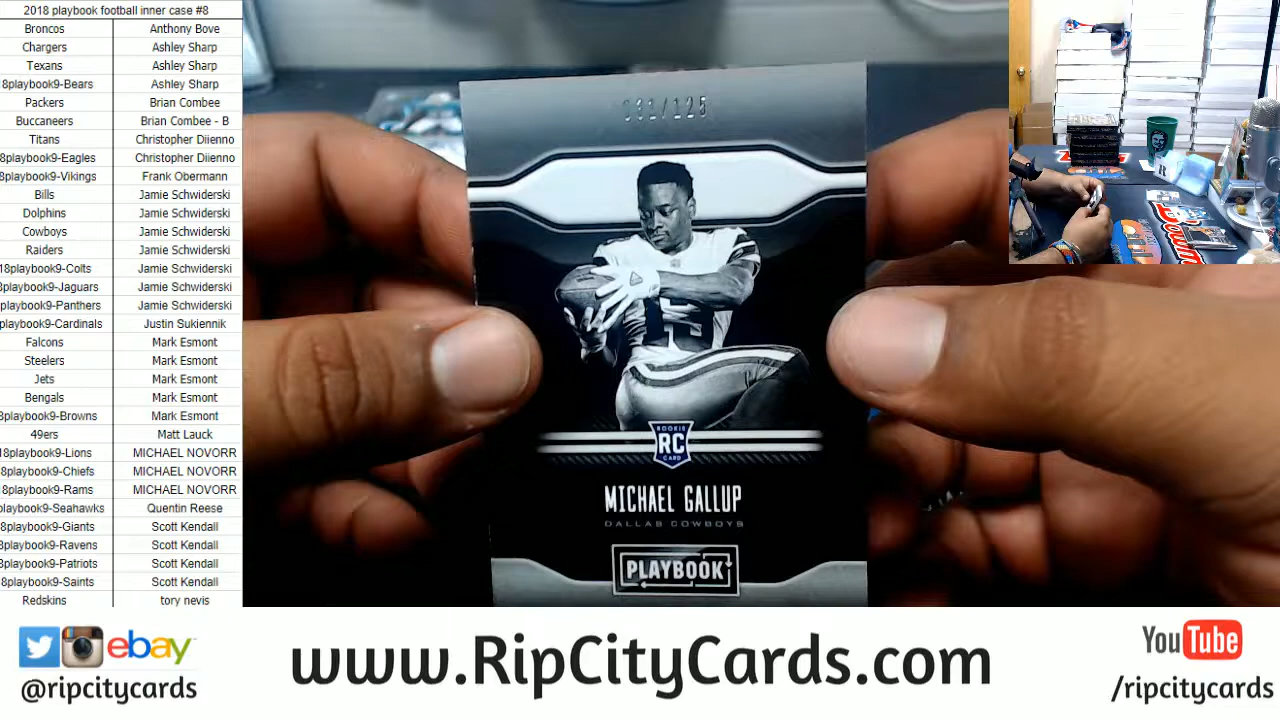 2018 playbook football inner case #8
Broncos Anthony Bove
Chargers Ashley Sharp
Texans Ashley Sharp
8playbook9-Bears Ashley Sharp
Packers Brian Combee
Buccaneers Brian Combee - B
Titans Christopher Diienno
8playbook9-Eagles Christopher Diienno
8playbook9-Vikings Frank Obermann
Bills Jamie Schwiderski
Dolphins Jamie Schwiderski
Cowboys Jamie Schwiderski
Raiders Jamie Schwiderski
18playbook9-Colts Jamie Schwiderski
8playbook9-Jaguars Jamie Schwiderski
8playbook9-Panthers Jamie Schwiderski
playbook9-Cardinals Justin Sukiennik
Falcons Mark Esmont
Steelers Mark Esmont
Jets Mark Esmont
Bengals Mark Esmont
8playbook9-Browns Mark Esmont
49ers Matt Lauck
18playbook9-Lions MICHAEL NOVORR
8playbook9-Chiefs MICHAEL NOVORR
18playbook9-Rams MICHAEL NOVORR
playbook9-Seahawks Quentin Reese
8playbook9-Giants Scott Kendall
8playbook9-Ravens Scott Kendall
8playbook9-Patriots Scott Kendall
8playbook9-Saints Scott Kendall
Redskins tory nevis
031/125
15
ROOKIE
RC
CARD
MICHAEL GALLUP
DALLAS COWBOYS
PLAYBOOK
Bowm
ebay
@ripcitycards
www.RipCityCards.com
YouTube
/ripcitycards